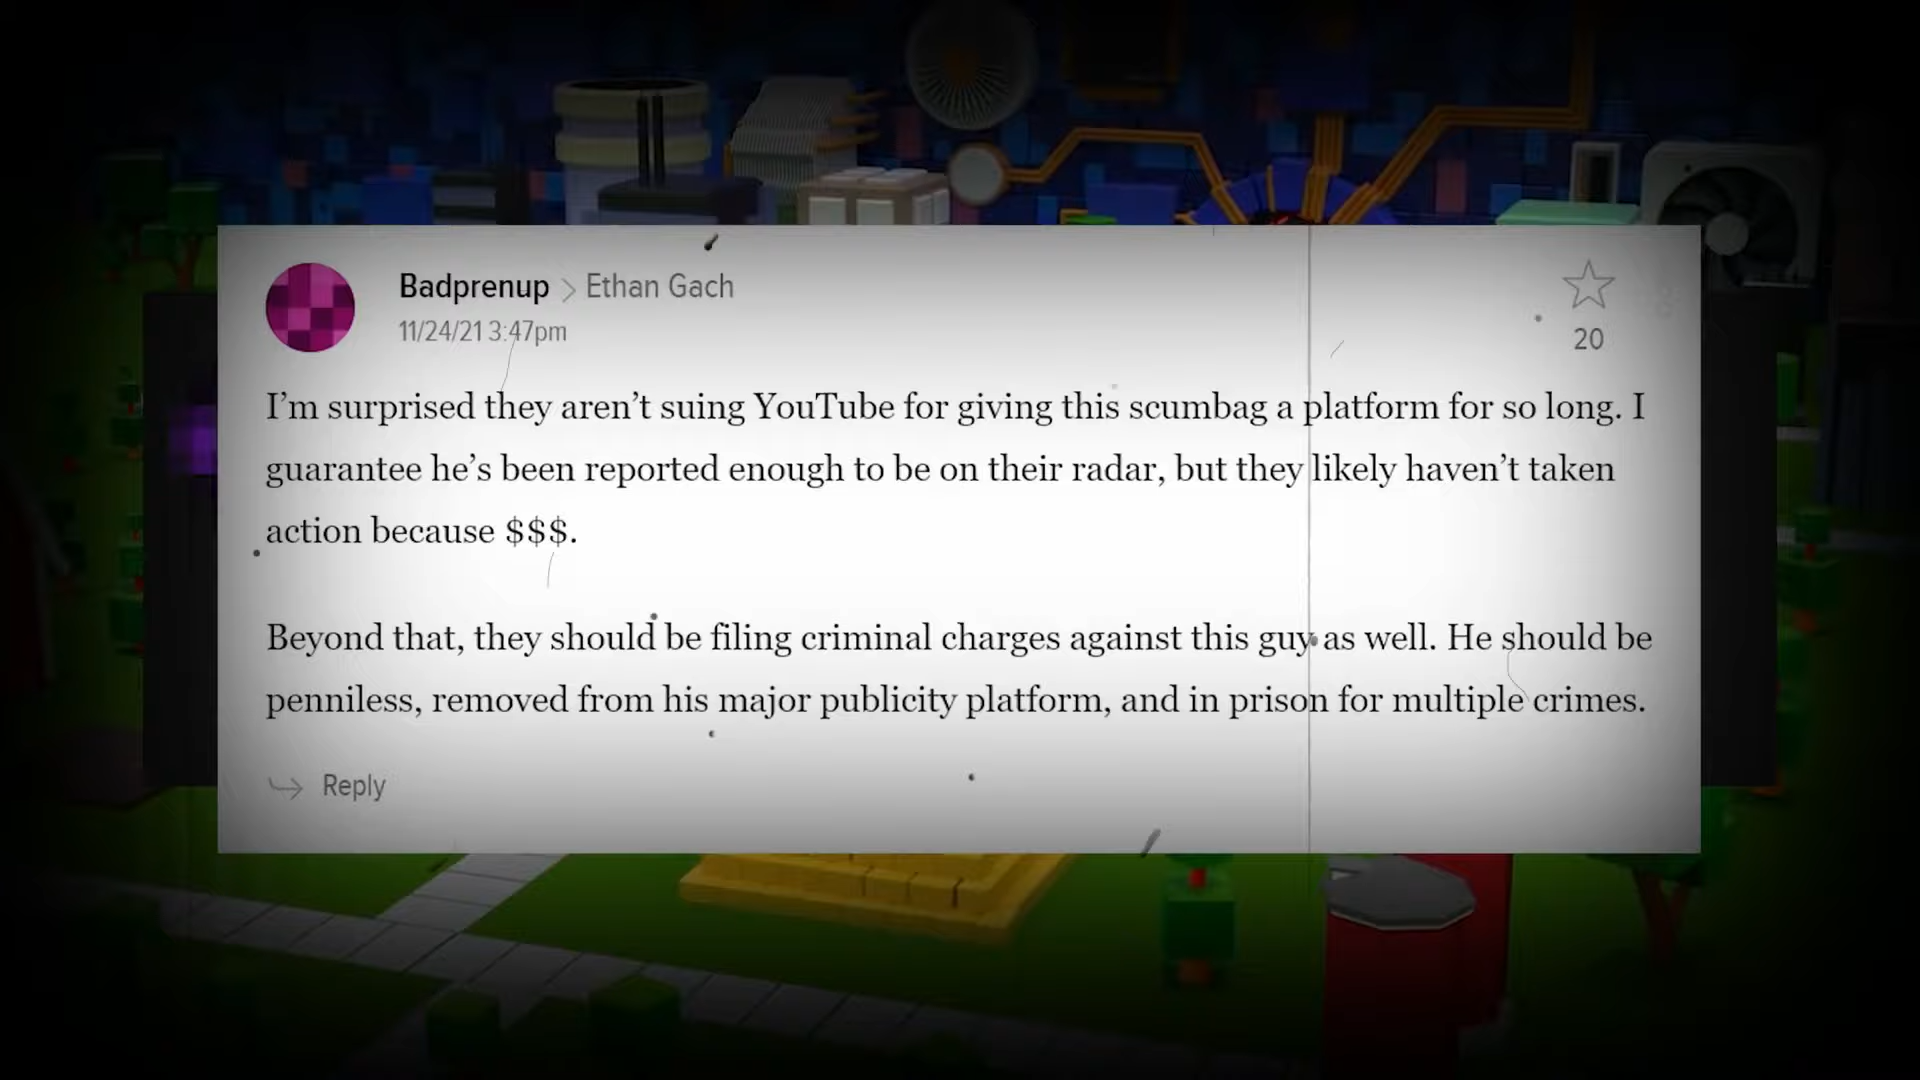 Badprenup > Ethan Gach
11/24/21 3:47pm
20
I’m surprised they aren’t suing YouTube for giving this scumbag a platform for so long. I
guarantee he’s been reported enough to be on their radar, but they likely haven’t taken
action because $$$.
Beyond that, they should be filing criminal charges against this guy as well. He should be
penniless, removed from his major publicity platform, and in prison for multiple crimes.
Reply